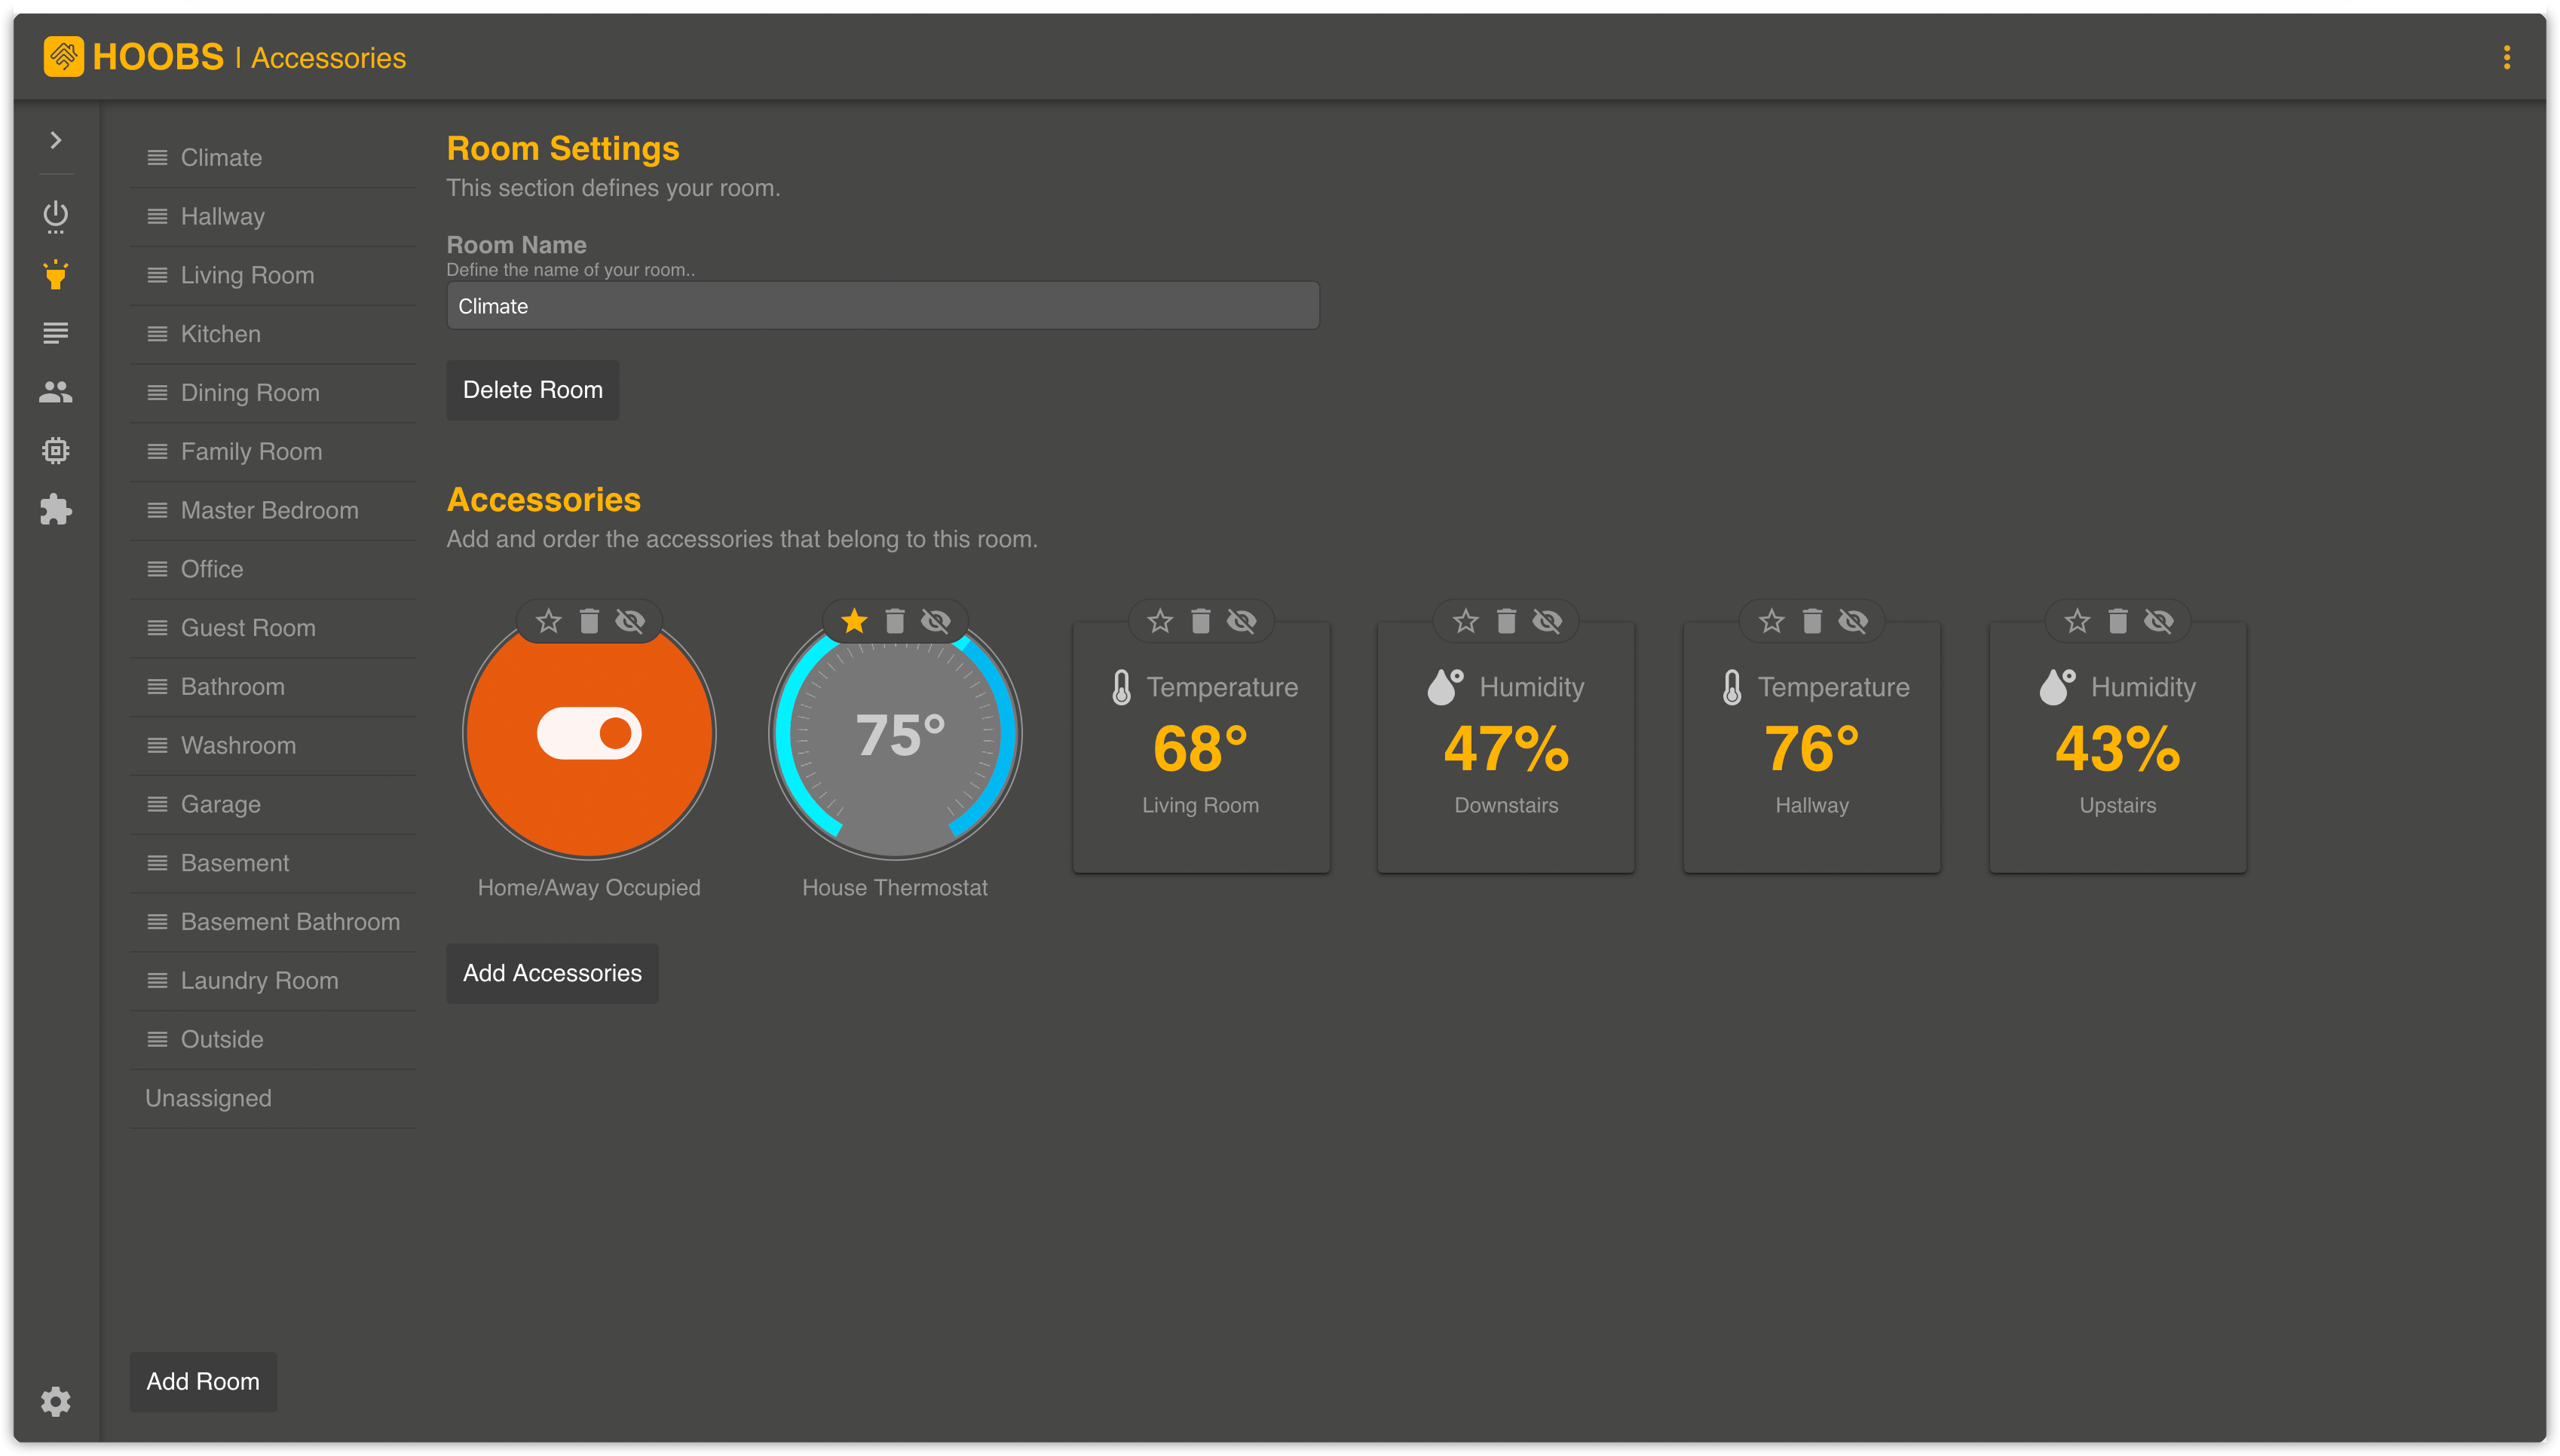 HOOBS | Accessories
Climate
Hallway
Living Room
Kitchen
Dining Room
Family Room
Master Bedroom
Office
Guest Room
Bathroom
Washroom
Garage
Basement
Basement Bathroom
Laundry Room
Outside
Unassigned
Add Room
Room Settings
This section defines your room.
Room Name
Define the name of your room..
Climate
Delete Room
Accessories
Add and order the accessories that belong to this room.
Home/Away Occupied
75°
House Thermostat
Temperature
68°
Living Room
Humidity
47%
Downstairs
Temperature
76°
Hallway
Humidity
43%
Upstairs
Add Accessories